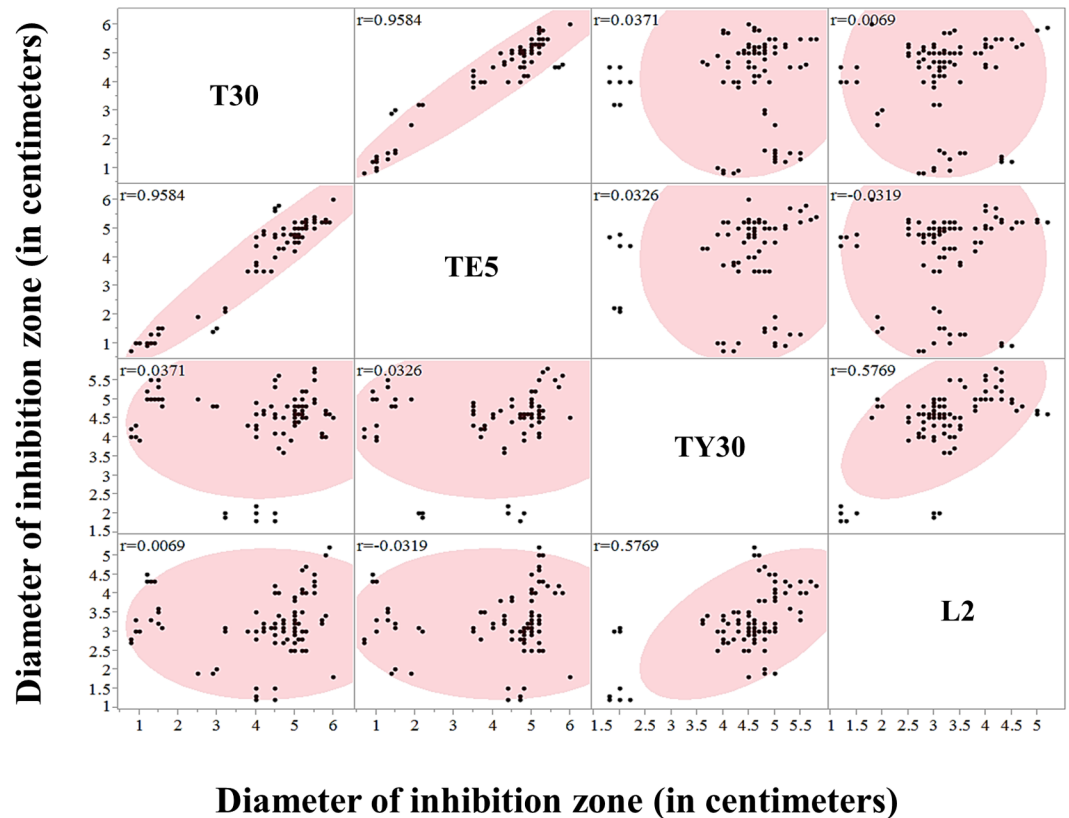 Diameter of inhibition zone (in centimeters)
6
5
4
3
2
1
T30
r=0.9584
r=0.0371
r=0.0069
6
5
4
3
2
1
r=0.9584
TE5
r=0.0326
r=-0.0319
5.5
5
4.5
4
3.5
3
2.5
2
1.5
r=0.0371
r=0.0326
TY30
r=0.5769
5
4.5
4
3.5
3
2.5
2
1.5
1
r=0.0069
r=-0.0319
r=0.5769
L2
1 2 3 4 5 6 1 2 3 4 5 6 1.5 2 2.5 3 3.5 4 4.5 5 5.5 1 1.5 2 2.5 3 3.5 4 4.5 5
Diameter of inhibition zone (in centimeters)